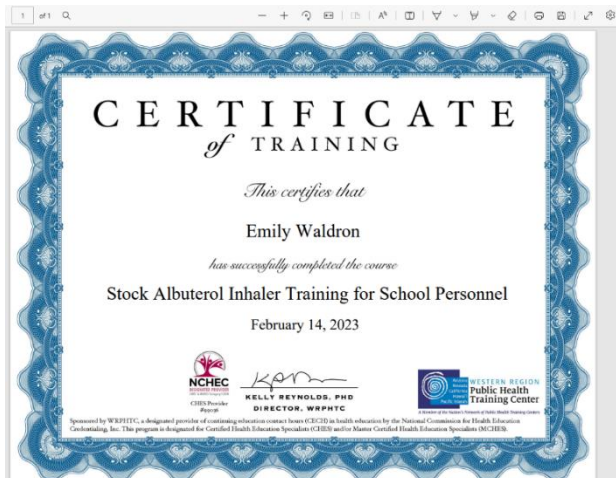 1 of 1
CERTIFICATE
of TRAINING
This certifies that
Emily Waldron
has successfully completed the course
Stock Albuterol Inhaler Training for School Personnel
February 14, 2023
NCHEC
CHES Provider
KELLY REYNOLDS, PHD
DIRECTOR, WRPHTC
WESTERN REGION
Public Health
Training Center
Sponsored by WRPHTC, a designated provider of continuing education contact hours (CECH) in health education by the National Commission for Health Education
Credentialing, Inc. This program is designated for Certified Health Education Specialists (CHES) and/or Master Certified Health Education Specialists (MCHES).